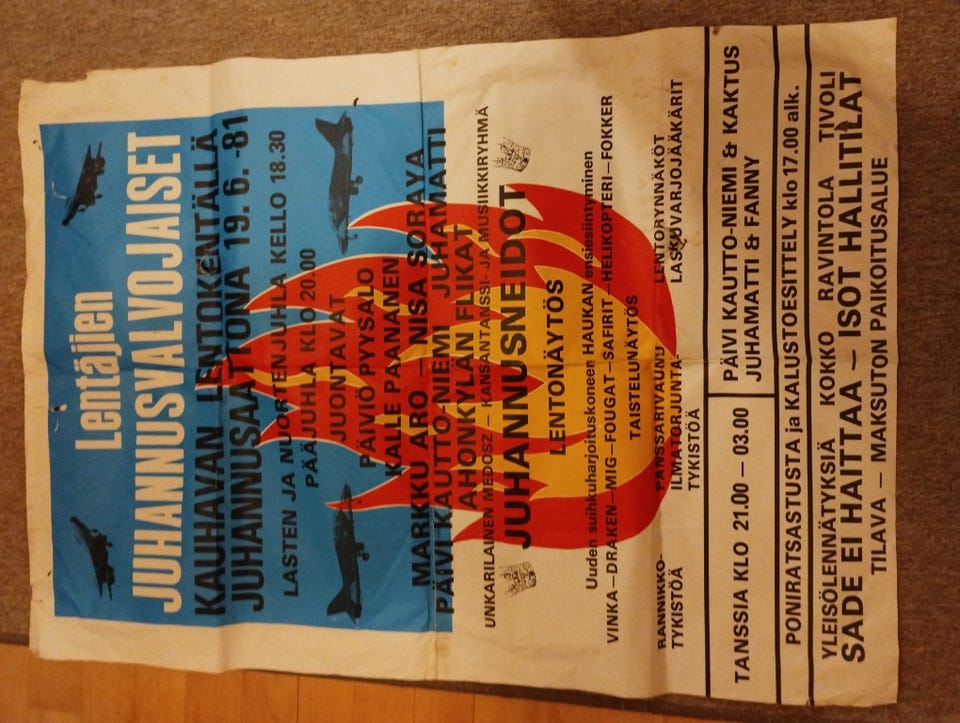 Lentäjien
JUHANNUSVALVOJAISET
KAUHAVAN LENTOKENTÄLLÄ
JUHANNUSAATTONA 19.6.-81
LASTEN JA NUORTENJUHLA KELLO 18.30
PÄÄJUHLA KLO 20.00
JUONTAVAT
PÄIVIÖ PYYSALO
KALLE PAANANEN
MARKKU ARO NISA SORAYA
PÄIVI KAUTTO-NIEMI JUHAMATTI
AHONKYLÄN FLIKAT
UNKARILAINEN MEDOSZ – KANSANTANSSI- JA MUSIIKKIRYHMÄ
JUHANNUSNEIDOT
LENTONÄYTÖS
Uuden suihkuharjoituskoneen HAUKAN ensiesiintyminen
VINKA–DRAKEN–MIG–FOUGAT–SAFIRIT–HELIKOPTERI–FOKKER
TAISTELUNÄYTÖS
RANNIKKO- PANSSARIVAUNU LENTORYNNÄKÖT
TYKISTÖÄ ILMATORJUNTA- LASKUVARJOJÄÄKÄRIT
TYKISTÖÄ
TANSSIA KLO 21.00 – 03.00
PÄIVI KAUTTO-NIEMI & KAKTUS
JUHAMATTI & FANNY
PONIRATSASTUSTA ja KALUSTOESITTELY klo 17.00 alk.
YLEISÖLENNÄTYKSIÄ KOKKO RAVINTOLA TIVOLI
SADE EI HAITTAA – ISOT HALLITILAT
TILAVA – MAKSUTON PAIKOITUSALUE